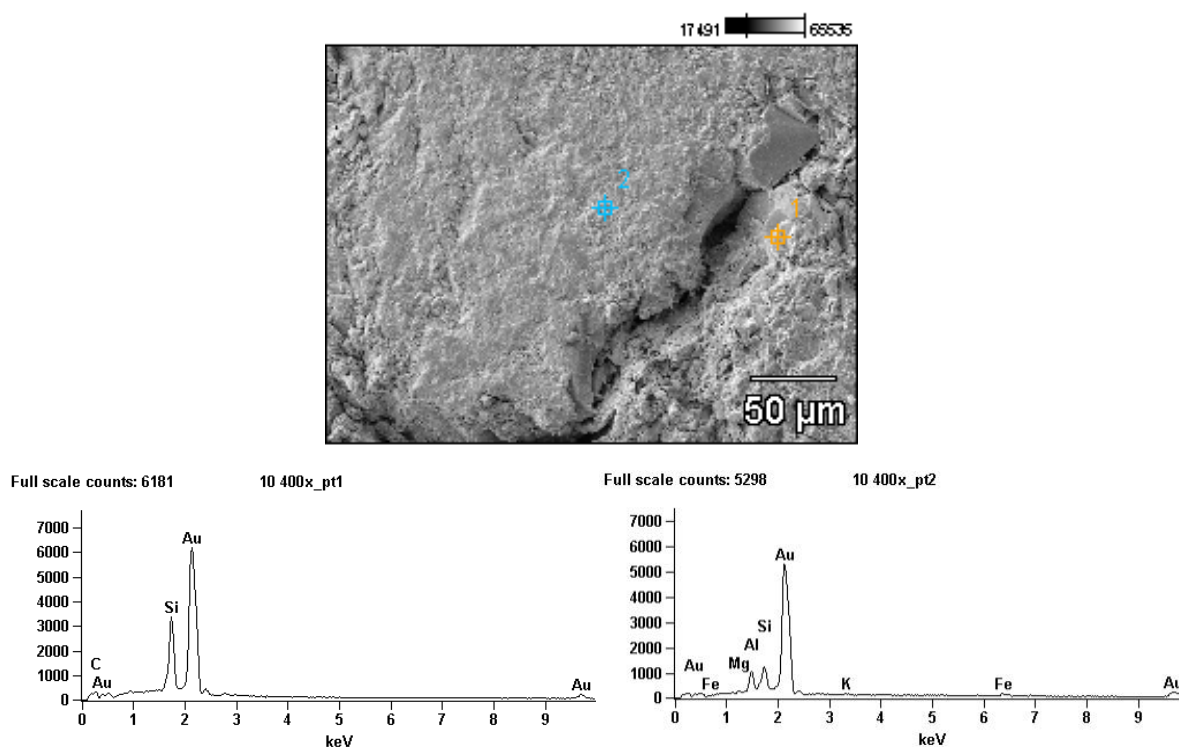 17491 65535
2
1
50 µm
Full scale counts: 6181 10 400x_pt1
7000
6000
5000
4000
3000
2000
1000
0
Au
Si
C
Au
Au
0 1 2 3 4 5 6 7 8 9
keV
Full scale counts: 5298 10 400x_pt2
7000
6000
5000
4000
3000
2000
1000
0
Au
Si
Al
Mg
Au
Fe
K
Fe
Au
0 1 2 3 4 5 6 7 8 9
keV